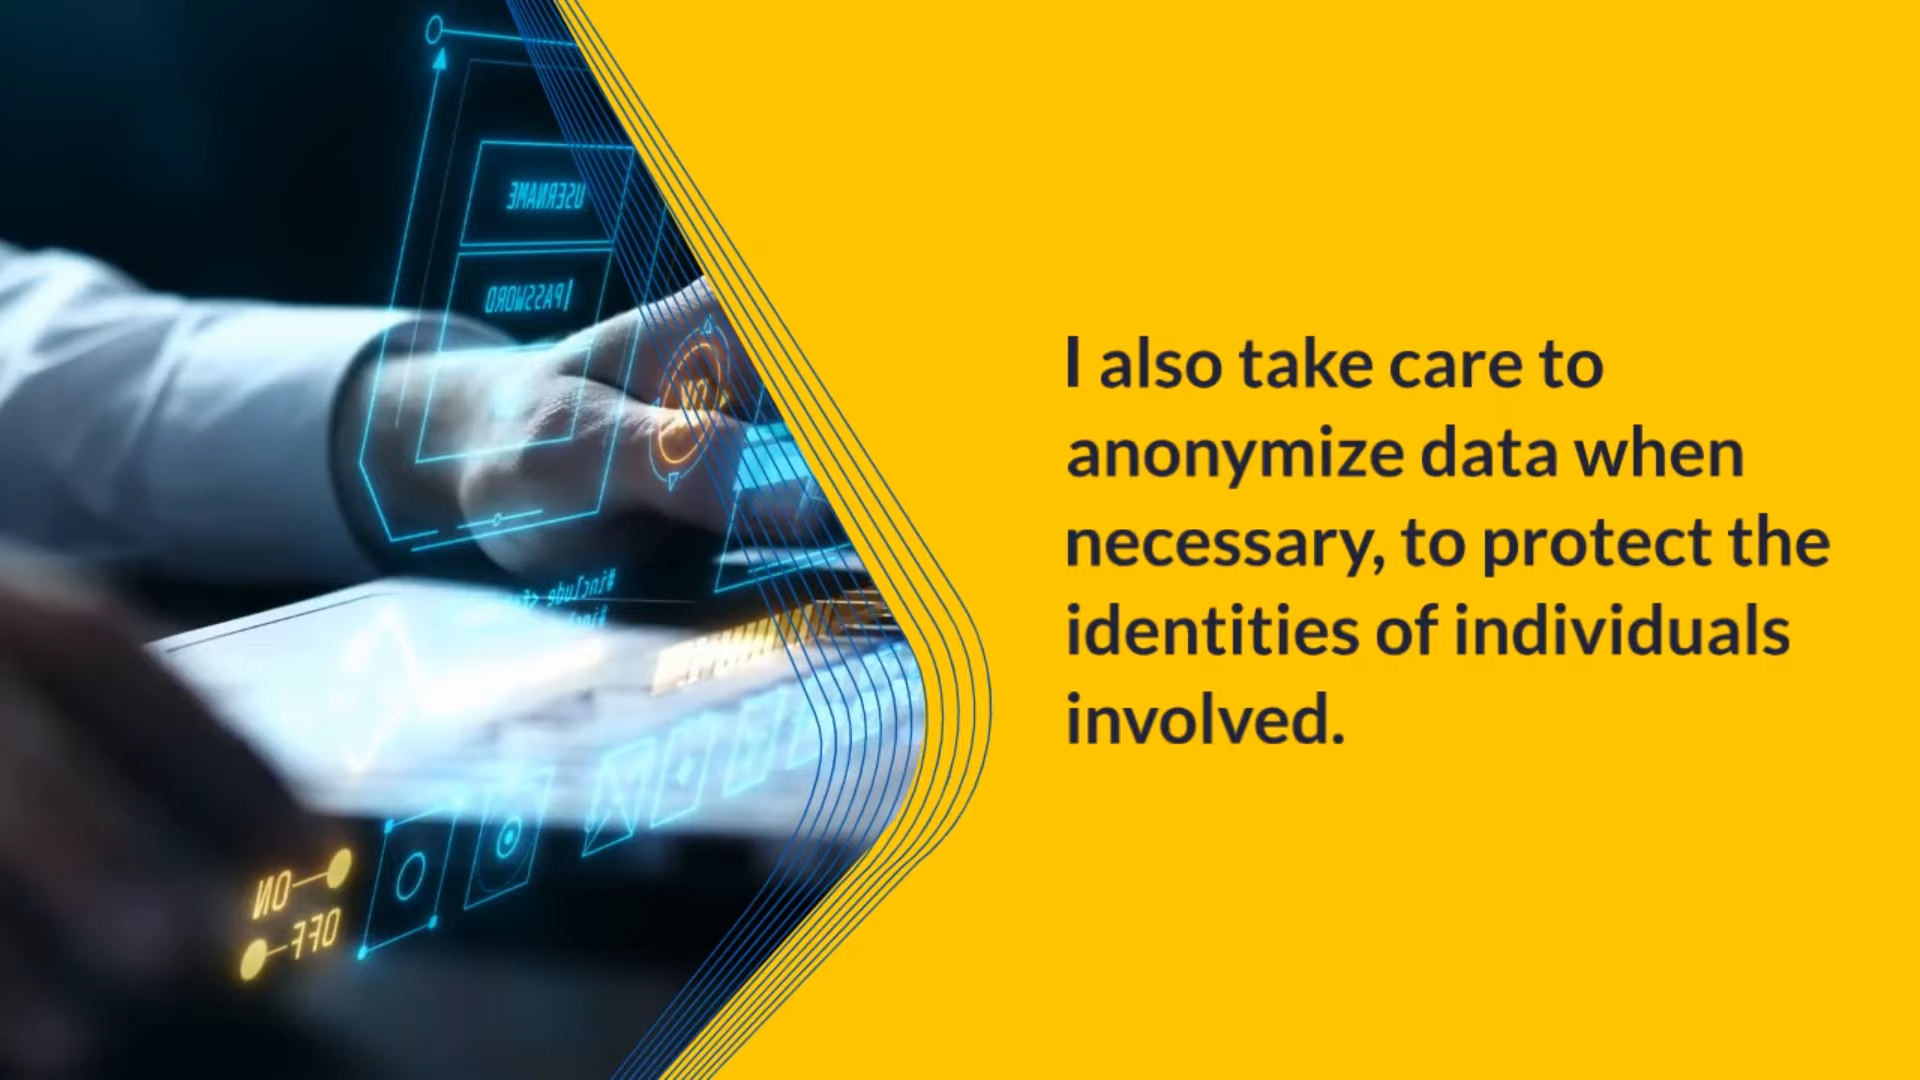 USERNAME
PASSWORD
I also take care to
anonymize data when
necessary, to protect the
identities of individuals
involved.
#include
ON
OFF